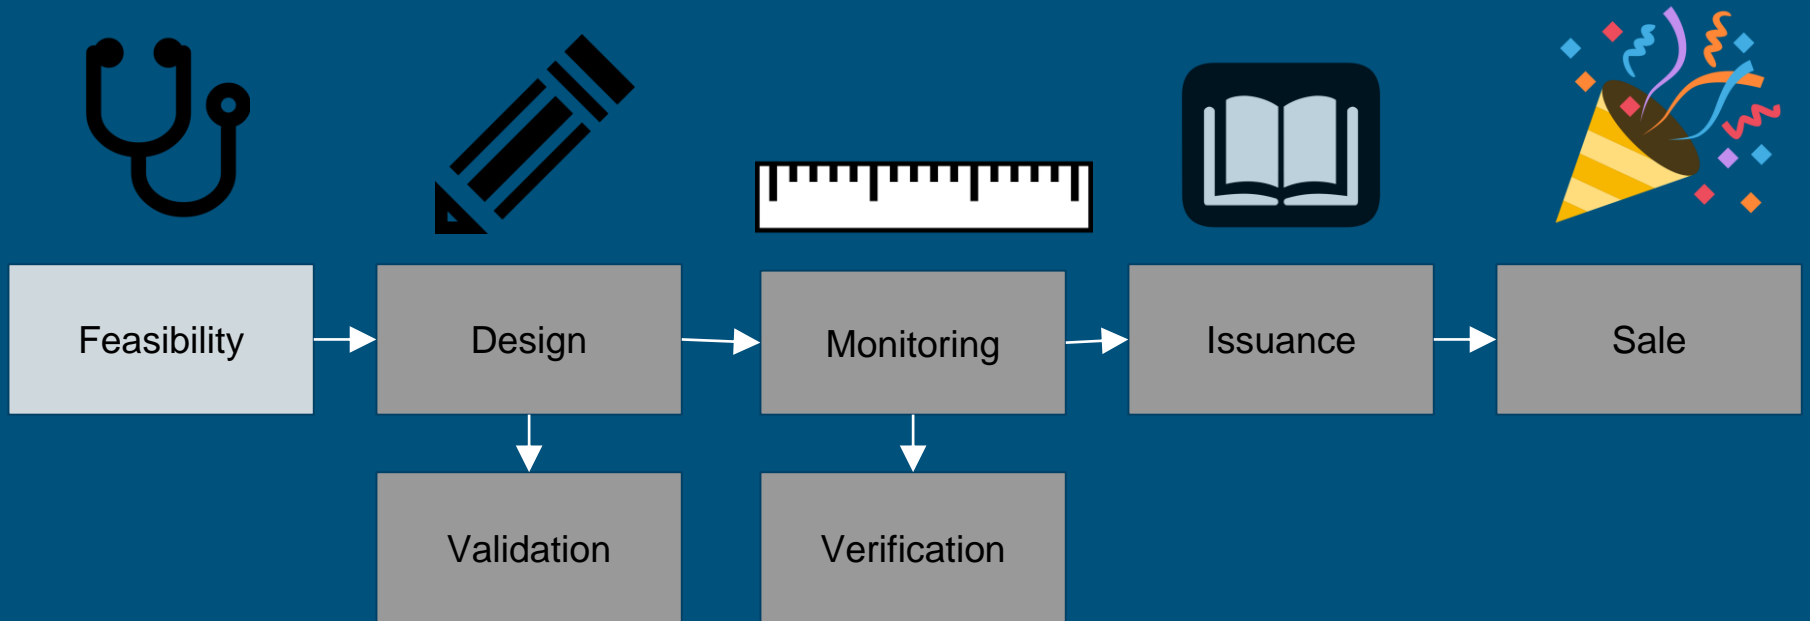 Feasibility
Design
Monitoring
Issuance
Sale
Validation
Verification